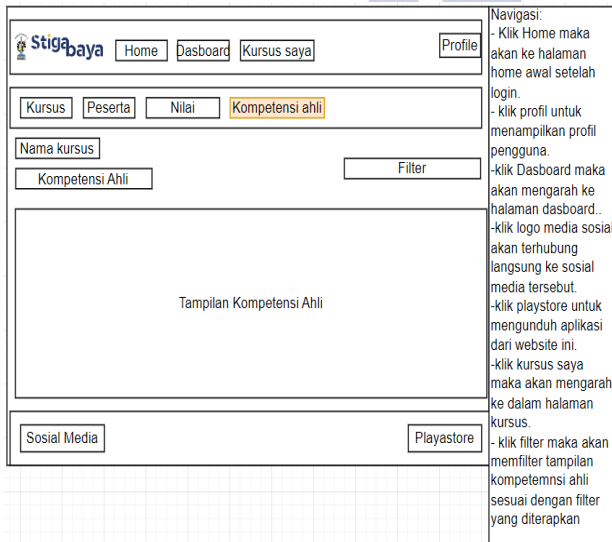 Stigabaya
Home
Dasboard
Kursus saya
Profile
Kursus
Peserta
Nilai
Kompetensi ahli
Nama kursus
Kompetensi Ahli
Filter
Tampilan Kompetensi Ahli
Sosial Media
Playastore
Navigasi:
- Klik Home maka
akan ke halaman
home awal setelah
login.
- klik profil untuk
menampilkan profil
pengguna.
-klik Dasboard maka
akan mengarah ke
halaman dasboard..
-klik logo media sosial
akan terhubung
langsung ke sosial
media tersebut.
-klik playstore untuk
mengunduh aplikasi
dari website ini.
-klik kursus saya
maka akan mengarah
ke dalam halaman
kursus.
- klik filter maka akan
memfilter tampilan
kompetemnsi ahli
sesuai dengan filter
yang diterapkan